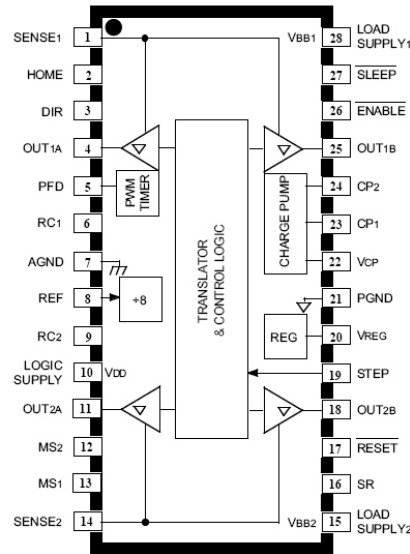 SENSE1 1 VBB1 28 LOAD SUPPLY1
HOME 2 27 SLEEP
DIR 3 26 ENABLE
OUT1A 4 25 OUT1B
PFD 5 PWM TIMER 24 CP2
RC1 6 CHARGE PUMP 23 CP1
AGND 7 22 VCP
TRANSLATOR & CONTROL LOGIC
REF 8 ÷8 21 PGND
RC2 9 REG 20 VREG
LOGIC SUPPLY 10 VDD 19 STEP
OUT2A 11 18 OUT2B
MS2 12 17 RESET
MS1 13 16 SR
SENSE2 14 VBB2 15 LOAD SUPPLY2